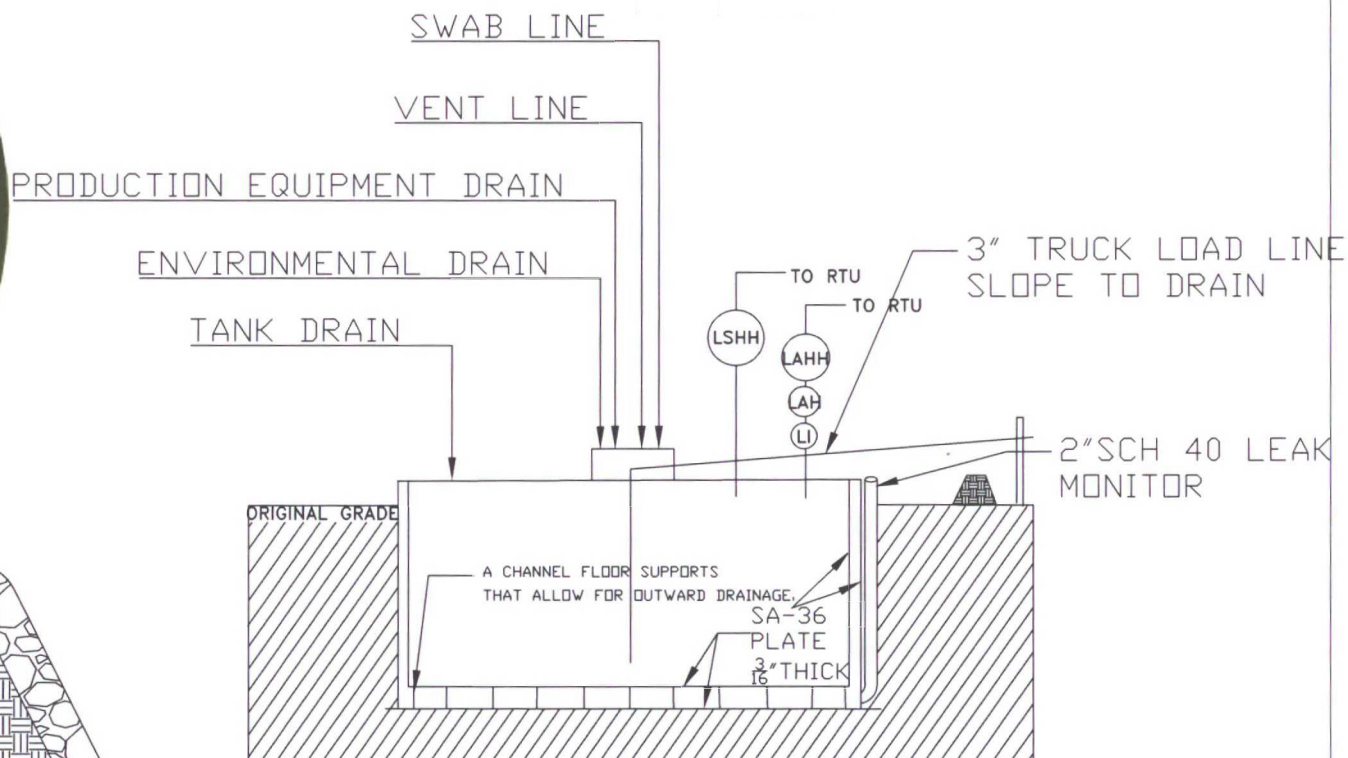 SWAB LINE
VENT LINE
PRODUCTION EQUIPMENT DRAIN
ENVIRONMENTAL DRAIN
TANK DRAIN
TO RTU
TO RTU
3" TRUCK LOAD LINE
SLOPE TO DRAIN
LSHH
LAHH
LAH
LI
2"SCH 40 LEAK
MONITOR
ORIGINAL GRADE
A CHANNEL FLOOR SUPPORTS
THAT ALLOW FOR OUTWARD DRAINAGE.
SA-36
PLATE
3/16"THICK